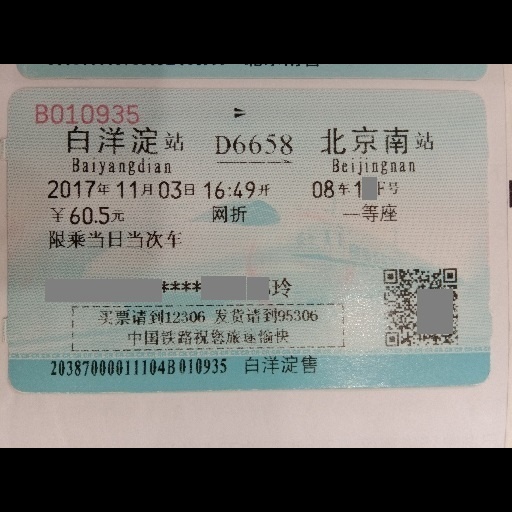 B010935
白洋淀站 D6658 北京南站
Baiyangdian Beijingnan
2017年11月03日16:49开 08车1 F号
￥60.5元 网折 一等座
限乘当日当次车
**** 玲
买票请到12306 发货请到95306
中国铁路祝您旅途愉快
20387000011104B010935 白洋淀售